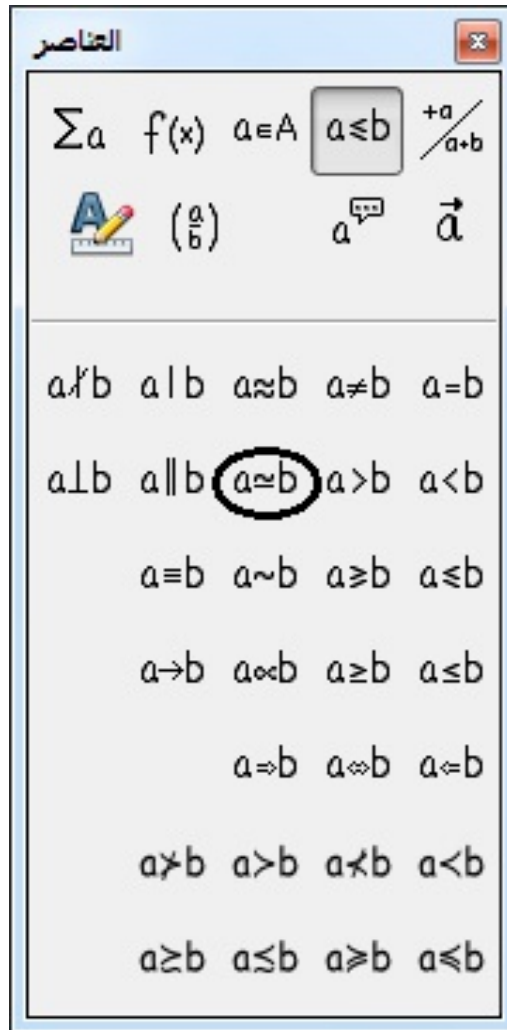 العناصر
∑a f(x) a∈A a≤b +a/a+b
(a/b) a a⃗
a∤b a∣b a≈b a≠b a=b
a⊥b a∥b a≃b a>b a<b
a≡b a~b a⩾b a⩽b
a→b a∝b a≥b a≤b
a⇒b a⇔b a⇐b
a⊁b a≻b a⊀b a≺b
a≿b a≾b a≽b a≼b